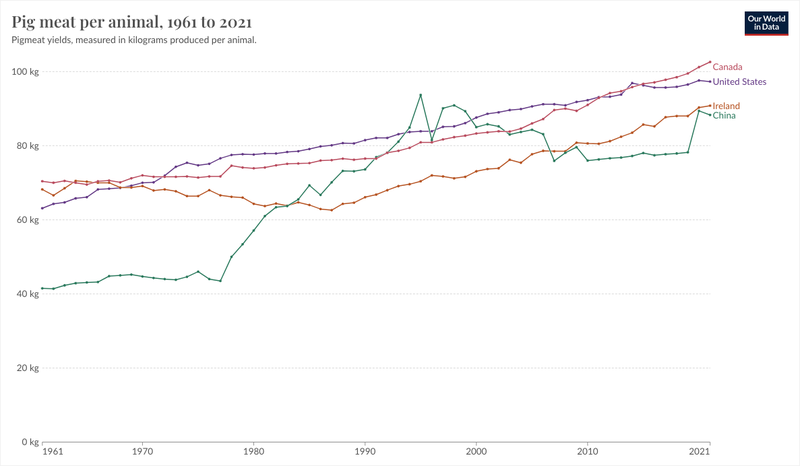 Pig meat per animal, 1961 to 2021
Pigmeat yields, measured in kilograms produced per animal.
Our World
in Data
100 kg
80 kg
60 kg
40 kg
20 kg
0 kg
Canada
United States
Ireland
China
1961
1970
1980
1990
2000
2010
2021